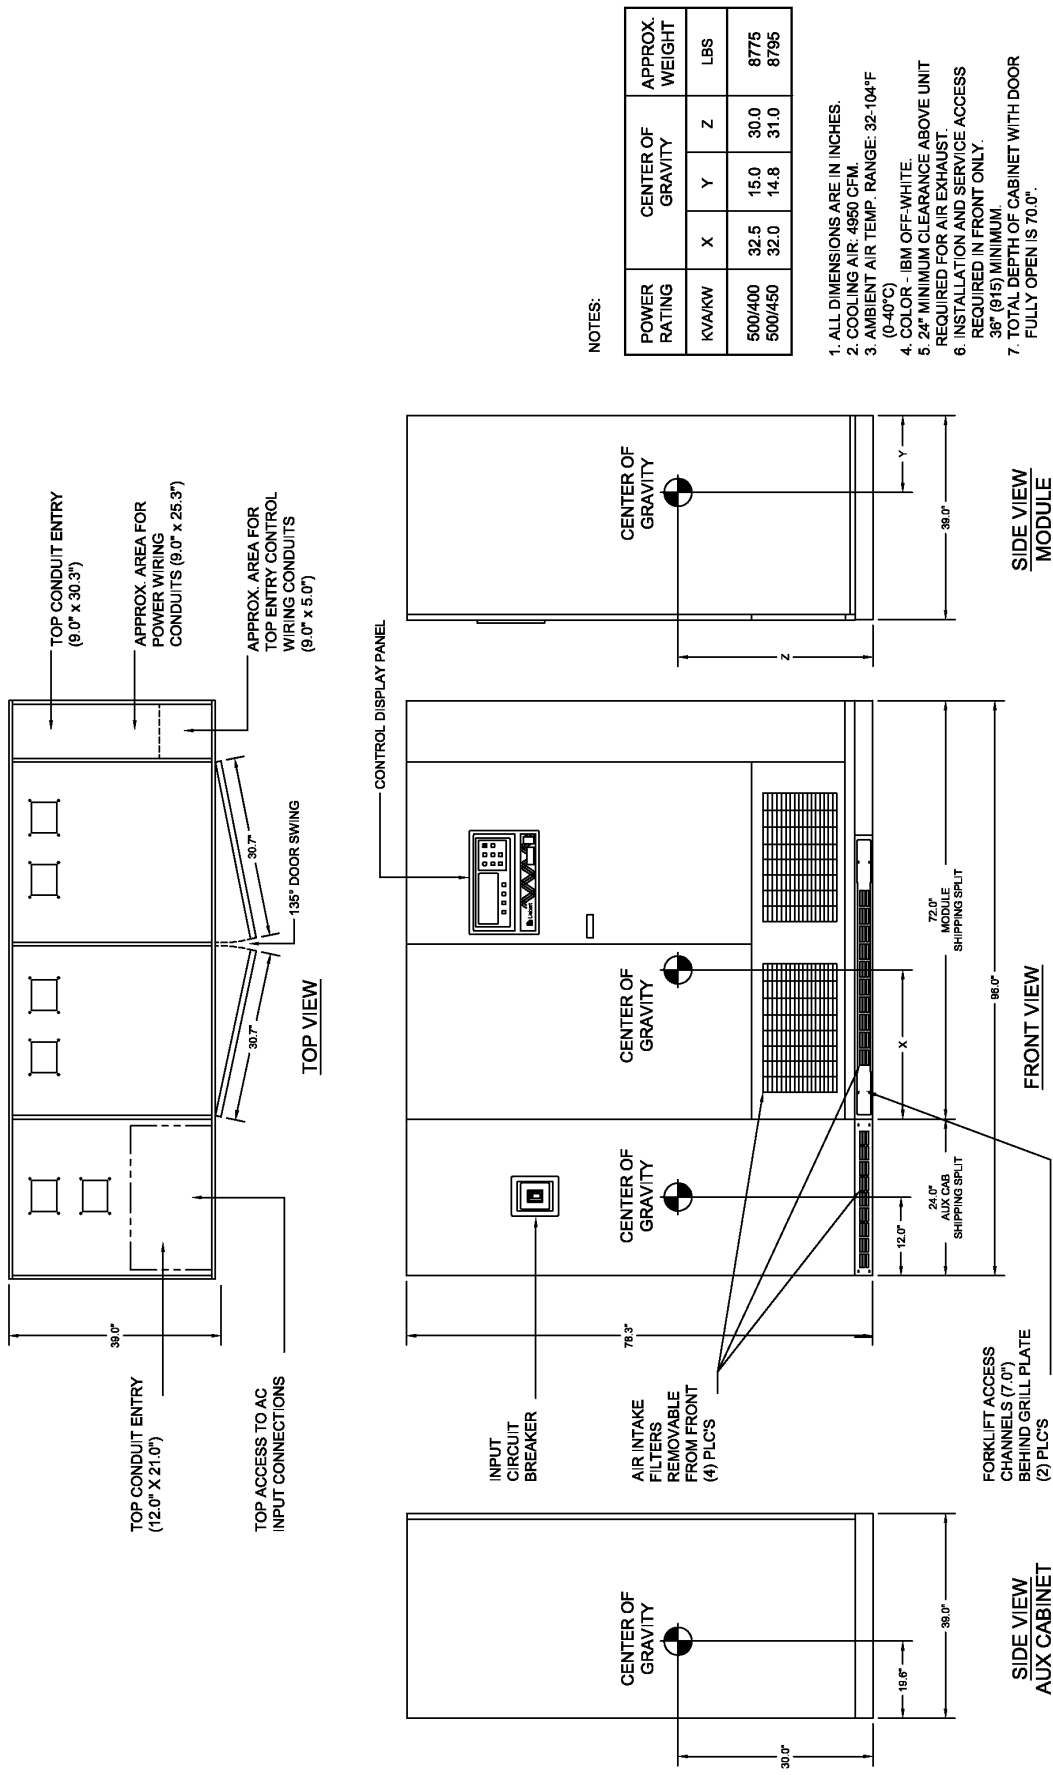 TOP CONDUIT ENTRY
(12.0" X 21.0")
TOP ACCESS TO AC
INPUT CONNECTIONS
39.0"
30.7"
30.7"
135° DOOR SWING
TOP CONDUIT ENTRY
(9.0" x 30.3")
APPROX. AREA FOR
POWER WIRING
CONDUITS (9.0" x 25.3")
APPROX. AREA FOR
TOP ENTRY CONTROL
WIRING CONDUITS
(9.0" x 5.0")
TOP VIEW
CENTER OF
GRAVITY
30.0"
19.6"
39.0"
SIDE VIEW
AUX CABINET
INPUT
CIRCUIT
BREAKER
AIR INTAKE
FILTERS
REMOVABLE
FROM FRONT
(4) PLC'S
FORKLIFT ACCESS
CHANNELS (7.0")
BEHIND GRILL PLATE
(2) PLC'S
78.3"
CONTROL DISPLAY PANEL
Liebert
CENTER OF
GRAVITY
CENTER OF
GRAVITY
12.0"
X
24.0"
AUX CAB
SHIPPING SPLIT
72.0"
MODULE
SHIPPING SPLIT
96.0"
FRONT VIEW
CENTER OF
GRAVITY
Z
Y
39.0"
SIDE VIEW
MODULE
NOTES:
POWER RATING CENTER OF GRAVITY APPROX. WEIGHT
KVA/KW X Y Z LBS
500/400 32.5 15.0 30.0 8775
500/450 32.0 14.8 31.0 8795
1. ALL DIMENSIONS ARE IN INCHES.
2. COOLING AIR: 4950 CFM.
3. AMBIENT AIR TEMP. RANGE: 32-104°F
(0-40°C)
4. COLOR - IBM OFF-WHITE.
5. 24" MINIMUM CLEARANCE ABOVE UNIT
REQUIRED FOR AIR EXHAUST.
6. INSTALLATION AND SERVICE ACCESS
REQUIRED IN FRONT ONLY.
36" (915) MINIMUM.
7. TOTAL DEPTH OF CABINET WITH DOOR
FULLY OPEN IS 70.0".